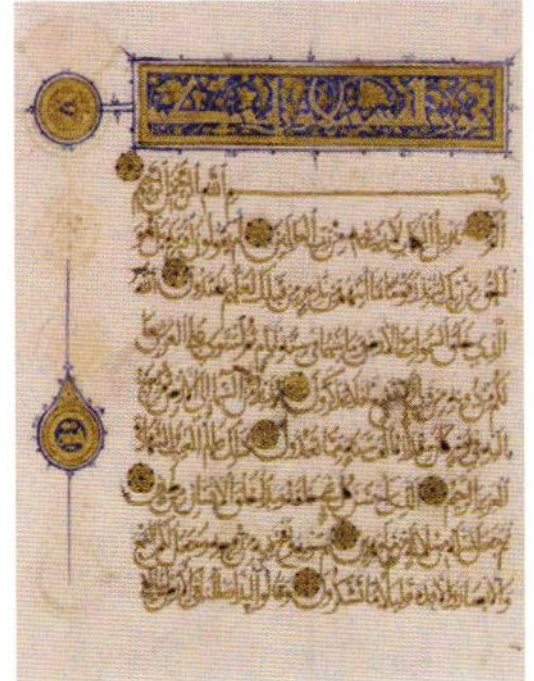 بسم الله الرحمن الرحيم
الم تنزيل الكتاب لا ريب فيه من رب العالمين أم يقولون افتراه بل هو
الحق من ربك لتنذر قوما ما أتاهم من نذير من قبلك لعلهم يهتدون الله
الذي خلق السموات والأرض وما بينهما في ستة أيام ثم استوى على العرش ما
لكم من دونه من ولي ولا شفيع أفلا تتذكرون يدبر الأمر من السماء إلى الأرض ثم يعرج
إليه في يوم كان مقداره ألف سنة مما تعدون ذلك عالم الغيب والشهادة
العزيز الرحيم الذي أحسن كل شيء خلقه وبدأ خلق الإنسان من طين
ثم جعل نسله من سلالة من ماء مهين ثم سواه ونفخ فيه من روحه وجعل لكم السمع
والأبصار والأفئدة قليلا ما تشكرون وقالوا أإذا ضللنا في الأرض